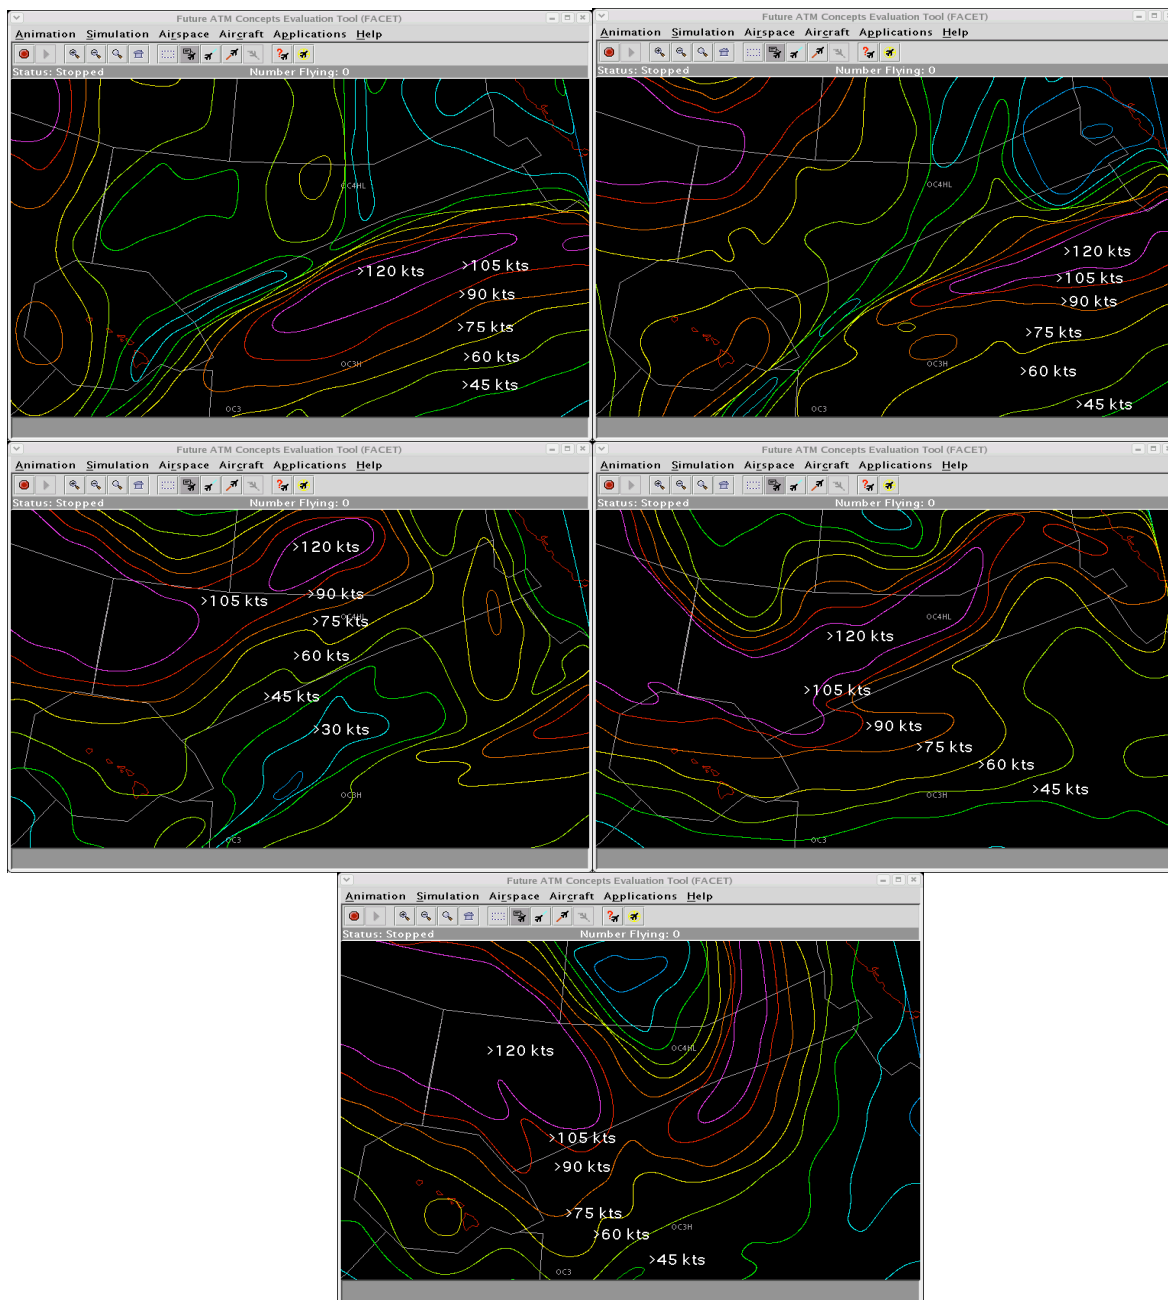 Future ATM Concepts Evaluation Tool (FACET)
Animation Simulation Airspace Aircraft Applications Help
Status: Stopped Number Flying: 0
OC4HL
>120 kts >105 kts
>90 kts
>75 kts
>60 kts
OC3H
>45 kts
OC3
Future ATM Concepts Evaluation Tool (FACET)
Animation Simulation Airspace Aircraft Applications Help
Status: Stopped Number Flying: 0
OC4HL
>120 kts
>105 kts
>90 kts
>75 kts
OC3H
>60 kts
>45 kts
OC3
Future ATM Concepts Evaluation Tool (FACET)
Animation Simulation Airspace Aircraft Applications Help
Status: Stopped Number Flying: 0
>120 kts
>105 kts >90 kts
OC4HL
>75 kts
>60 kts
>45 kts
>30 kts
OC3H
OC3
Future ATM Concepts Evaluation Tool (FACET)
Animation Simulation Airspace Aircraft Applications Help
Status: Stopped Number Flying: 0
OC4HL
>120 kts
>105 kts
>90 kts
>75 kts
>60 kts
>45 kts
OC3H
OC3
Future ATM Concepts Evaluation Tool (FACET)
Animation Simulation Airspace Aircraft Applications Help
Status: Stopped Number Flying: 0
>120 kts
OC4HL
>105 kts
>90 kts
>75 kts
OC3H
>60 kts
>45 kts
OC3